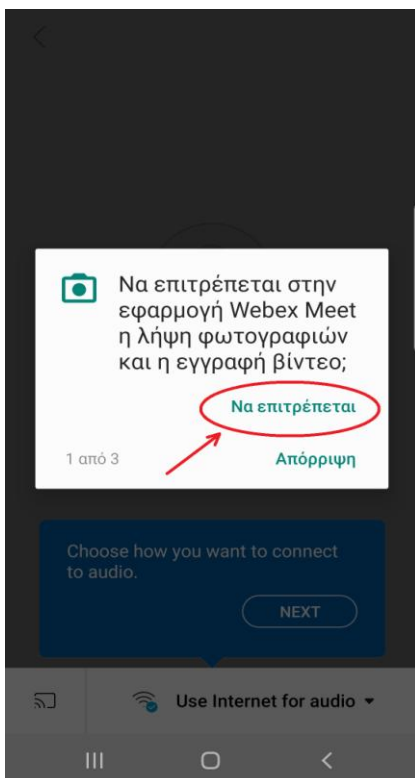 Να επιτρέπεται στην
εφαρμογή Webex Meet
η λήψη φωτογραφιών
και η εγγραφή βίντεο;
Να επιτρέπεται
1 από 3
Απόρριψη
Choose how you want to connect
to audio.
NEXT
Use Internet for audio